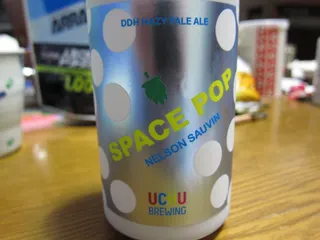 DDH HAZY PALE ALE
SPACE POP
NELSON SAUVIN
UCHU
BREWING